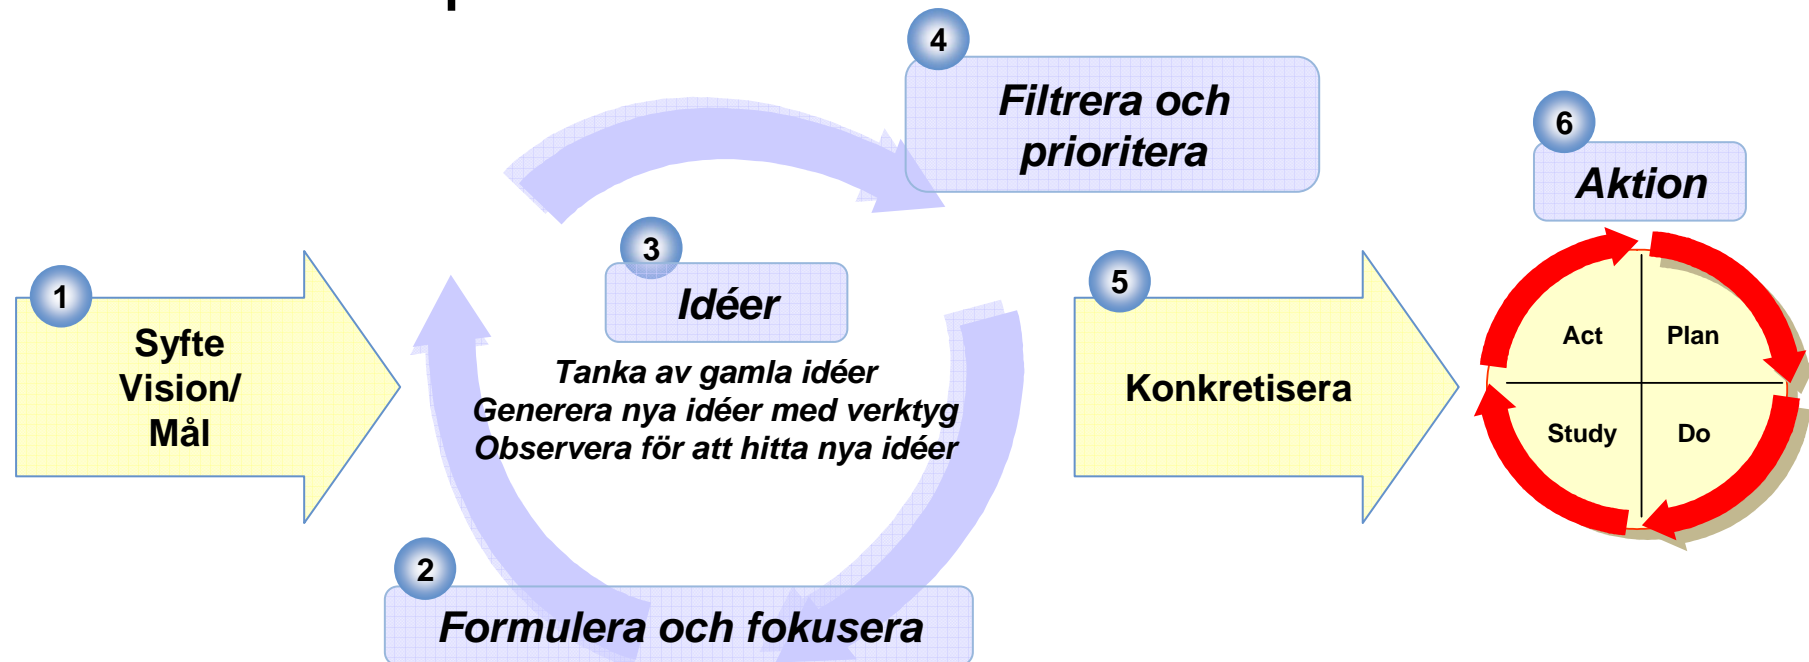 1
Syfte
Vision/
Mål
2
Formulera och fokusera
3
Idéer
Tanka av gamla idéer
Generera nya idéer med verktyg
Observera för att hitta nya idéer
4
Filtrera och
prioritera
5
Konkretisera
6
Aktion
Act
Plan
Study
Do